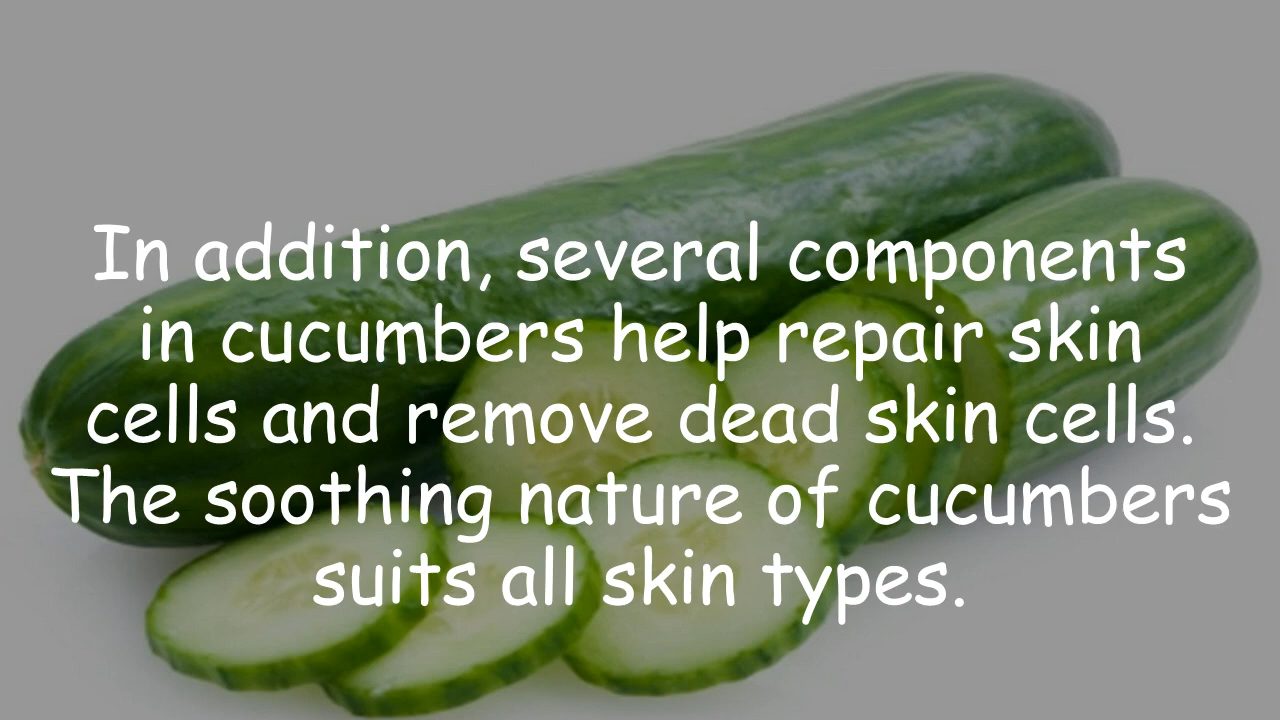 In addition, several components
in cucumbers help repair skin
cells and remove dead skin cells.
The soothing nature of cucumbers
suits all skin types.